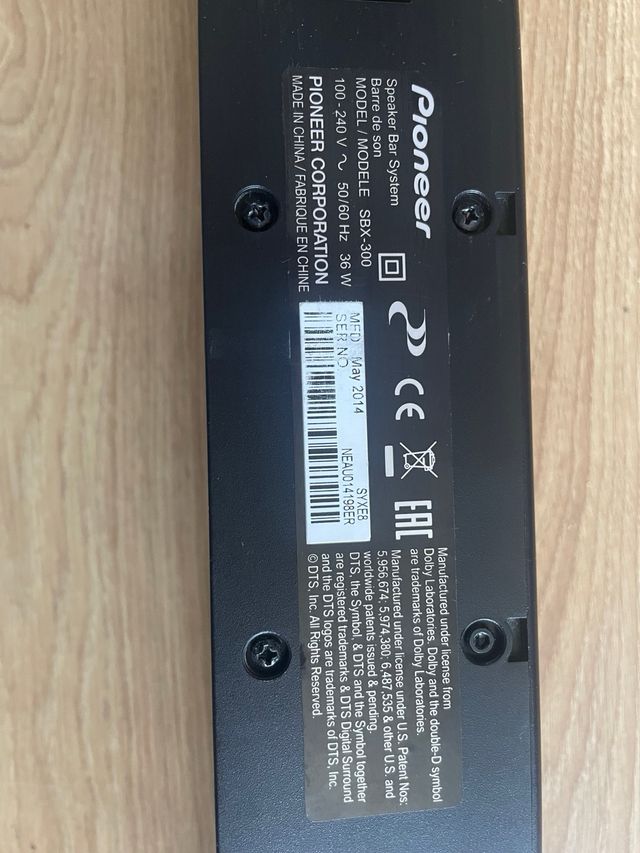 Pioneer
Speaker Bar System
Barre de son
MODEL / MODELE SBX-300
100 - 240 V ∿ 50/60 Hz 36 W
PIONEER CORPORATION
MADE IN CHINA / FABRIQUE EN CHINE
CE
EAC
MFD May 2014
SER NO.
SYXE8
NEAU014198ER
Manufactured under license from
Dolby Laboratories. Dolby and the double-D symbol
are trademarks of Dolby Laboratories.
Manufactured under license under U.S. Patent Nos:
5,956,674; 5,974,380; 6,487,535 & other U.S. and
worldwide patents issued & pending.
DTS, the Symbol, & DTS and the Symbol together
are registered trademarks & DTS Digital Surround
and the DTS logos are trademarks of DTS, Inc.
© DTS, Inc. All Rights Reserved.